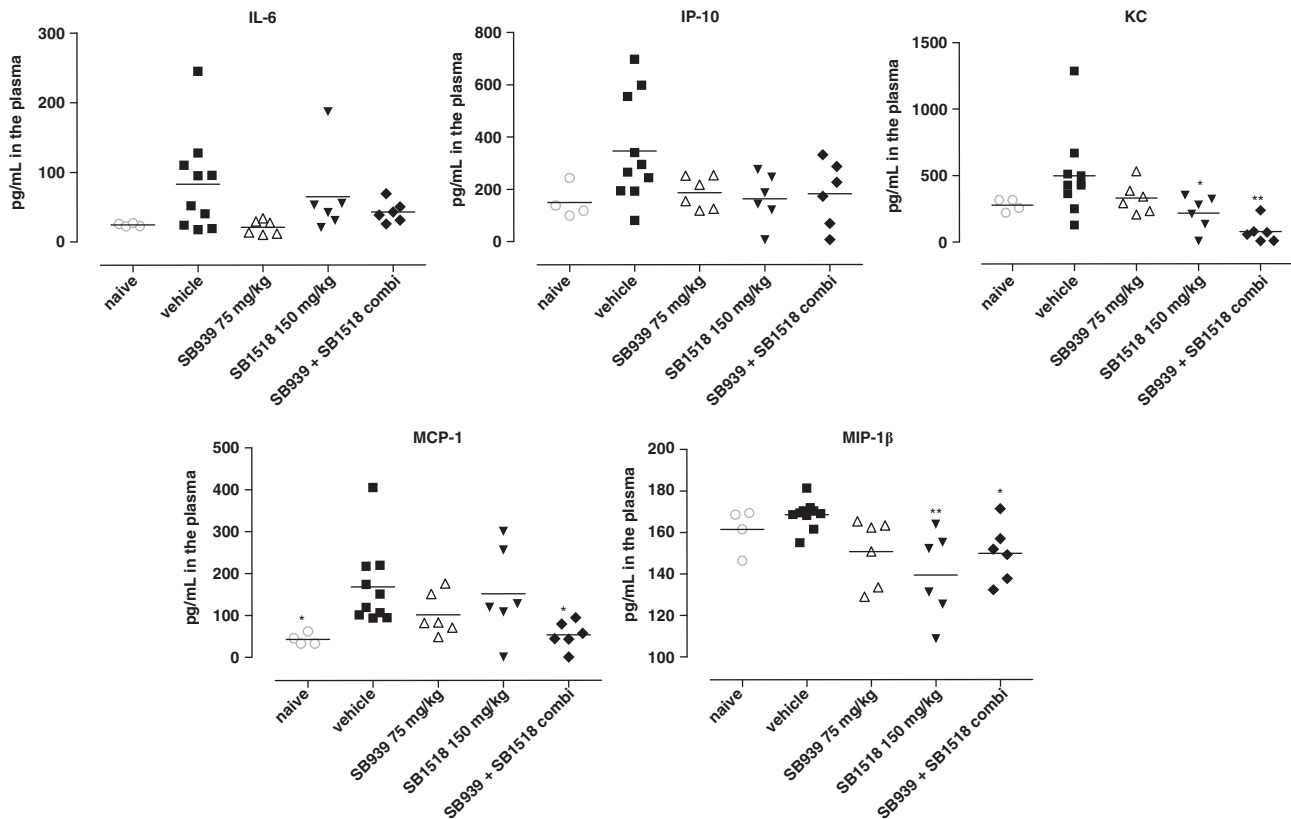 IL-6
pg/mL in the plasma
300
200
100
0
naive
vehicle
SB939 75 mg/kg
SB1518 150 mg/kg
SB939 + SB1518 combi
IP-10
pg/mL in the plasma
800
600
400
200
0
naive
vehicle
SB939 75 mg/kg
SB1518 150 mg/kg
SB939 + SB1518 combi
KC
pg/mL in the plasma
1500
1000
500
0
*
**
naive
vehicle
SB939 75 mg/kg
SB1518 150 mg/kg
SB939 + SB1518 combi
MCP-1
pg/mL in the plasma
500
400
300
200
100
0
*
*
naive
vehicle
SB939 75 mg/kg
SB1518 150 mg/kg
SB939 + SB1518 combi
MIP-1β
pg/mL in the plasma
200
180
160
140
120
100
**
*
naive
vehicle
SB939 75 mg/kg
SB1518 150 mg/kg
SB939 + SB1518 combi